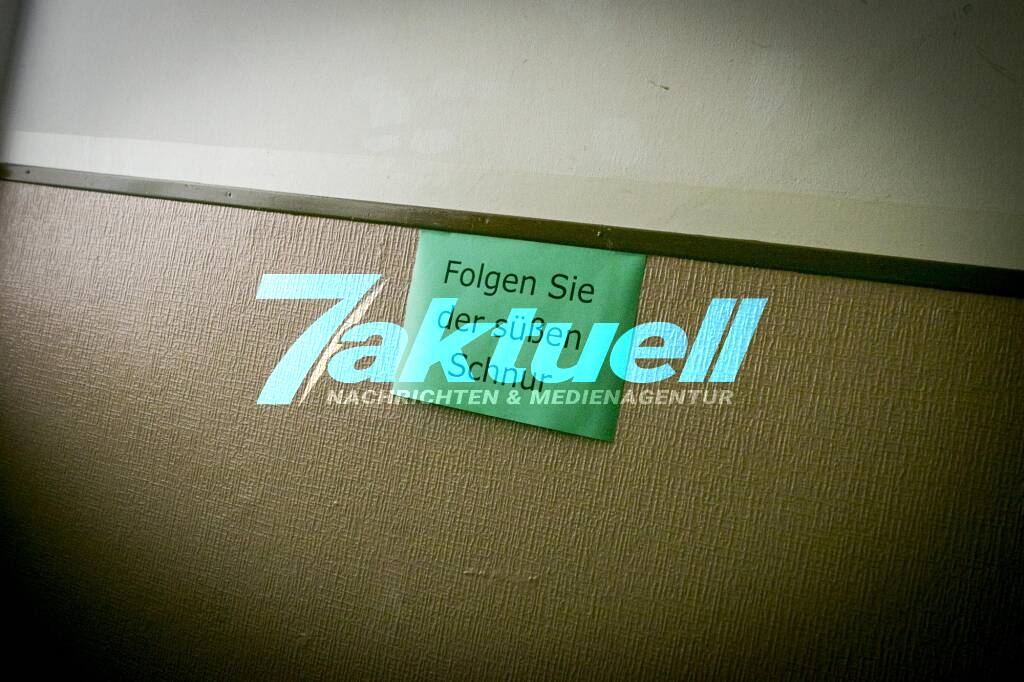 Folgen Sie
der süßen
Schnur
7aktuell
NACHRICHTEN & MEDIENAGENTUR